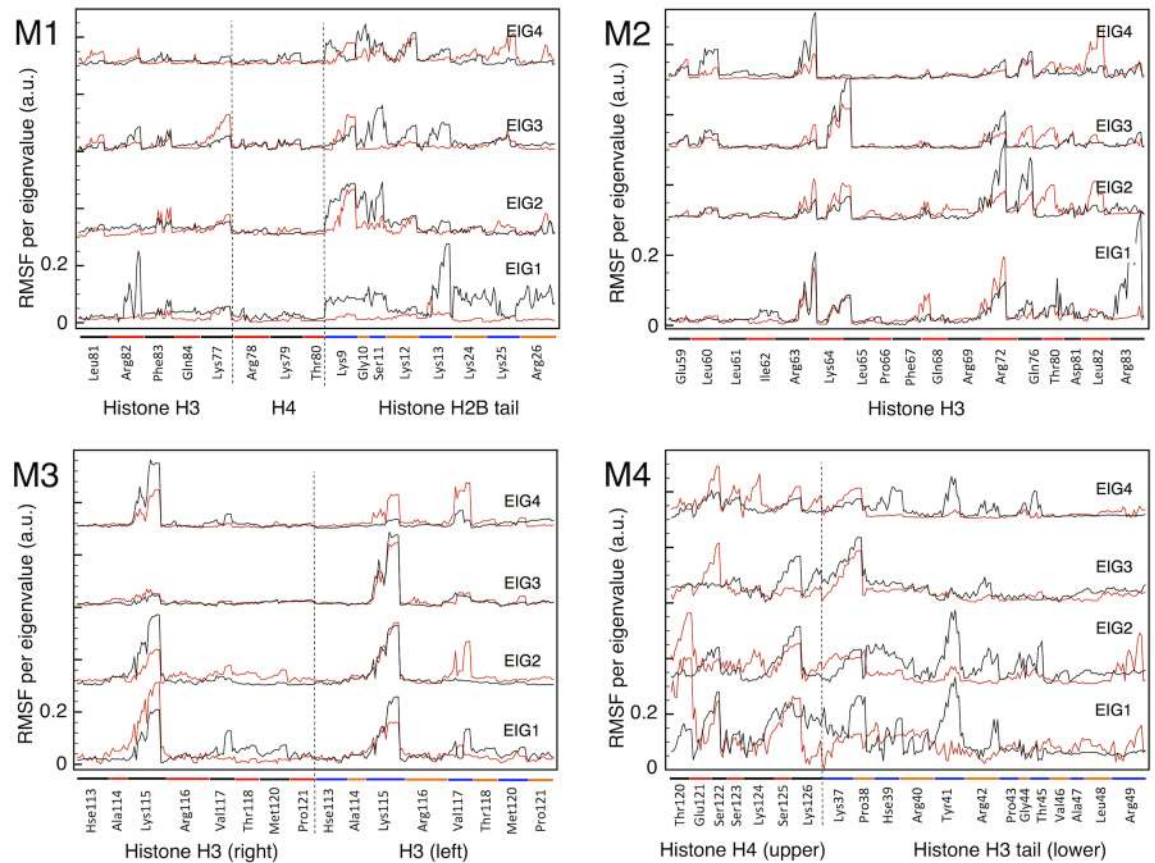 M1
RMSF per eigenvalue (a.u.)
EIG4
EIG3
EIG2
EIG1
0.2
0
Leu81 Arg82 Phe83 Gln84 Lys77 Arg78 Lys79 Thr80 Lys9 Gly10 Ser11 Lys12 Lys13 Lys24 Lys25 Arg26
Histone H3 H4 Histone H2B tail
M2
RMSF per eigenvalue (a.u.)
EIG4
EIG3
EIG2
EIG1
0.2
0
Glu59 Leu60 Leu61 Ile62 Arg63 Lys64 Leu65 Pro66 Phe67 Gln68 Arg69 Arg72 Gln76 Thr80 Asp81 Leu82 Arg83
Histone H3
M3
RMSF per eigenvalue (a.u.)
EIG4
EIG3
EIG2
EIG1
0.2
0
Hse113 Ala114 Lys115 Arg116 Val117 Thr118 Met120 Pro121 Hse113 Ala114 Lys115 Arg116 Val117 Thr118 Met120 Pro121
Histone H3 (right) H3 (left)
M4
RMSF per eigenvalue (a.u.)
EIG4
EIG3
EIG2
EIG1
0.2
0
Thr120 Glu121 Ser122 Ser123 Lys124 Ser125 Lys126 Lys37 Pro38 Hse39 Arg40 Tyr41 Arg42 Pro43 Gly44 Thr45 Val46 Ala47 Leu48 Arg49
Histone H4 (upper) Histone H3 tail (lower)